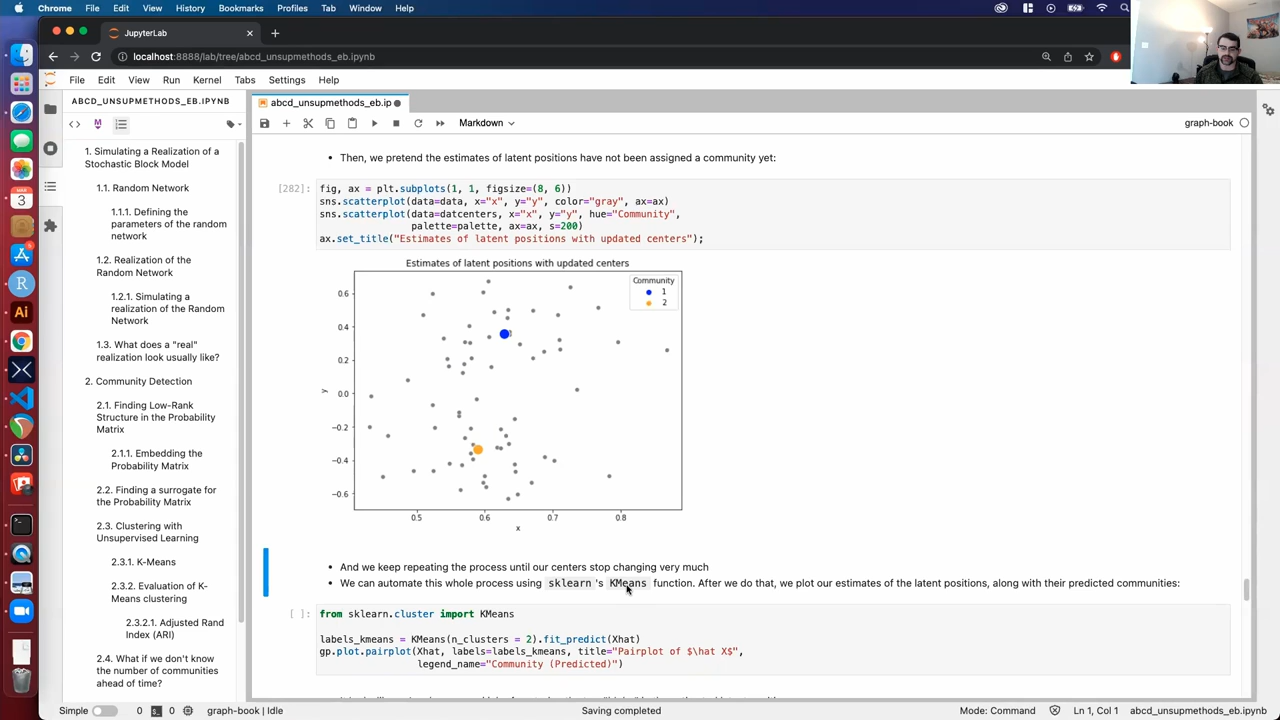 Chrome File Edit View History Bookmarks Profiles Tab Window Help
JupyterLab
localhost:8888/lab/tree/abcd_unsupmethods_eb.ipynb
File Edit View Run Kernel Tabs Settings Help
ABCD_UNSUPMETHODS_EB.IPYNB
abcd_unsupmethods_eb.ip
Markdown
graph-book
1. Simulating a Realization of a
Stochastic Block Model
1.1. Random Network
1.1.1. Defining the
parameters of the random
network
1.2. Realization of the
Random Network
1.2.1. Simulating a
realization of the Random
Network
1.3. What does a "real"
realization look usually like?
2. Community Detection
2.1. Finding Low-Rank
Structure in the Probability
Matrix
2.1.1. Embedding the
Probability Matrix
2.2. Finding a surrogate for
the Probability Matrix
2.3. Clustering with
Unsupervised Learning
2.3.1. K-Means
2.3.2. Evaluation of K-
Means clustering
2.3.2.1. Adjusted Rand
Index (ARI)
2.4. What if we don't know
the number of communities
ahead of time?
• Then, we pretend the estimates of latent positions have not been assigned a community yet:
[282]: fig, ax = plt.subplots(1, 1, figsize=(8, 6))
sns.scatterplot(data=data, x="x", y="y", color="gray", ax=ax)
sns.scatterplot(data=datcenters, x="x", y="y", hue="Community",
palette=palette, ax=ax, s=200)
ax.set_title("Estimates of latent positions with updated centers");
Estimates of latent positions with updated centers
Community
1
2
0.6
0.4
0.2
0.0
−0.2
−0.4
−0.6
y
0.5 0.6 0.7 0.8
x
• And we keep repeating the process until our centers stop changing very much
• We can automate this whole process using sklearn 's KMeans function. After we do that, we plot our estimates of the latent positions, along with their predicted communities:
[ ]: from sklearn.cluster import KMeans
labels_kmeans = KMeans(n_clusters = 2).fit_predict(Xhat)
gp.plot.pairplot(Xhat, labels=labels_kmeans, title="Pairplot of $\hat X$",
legend_name="Community (Predicted)")
Simple 0 0 graph-book | Idle Saving completed Mode: Command Ln 1, Col 1 abcd_unsupmethods_eb.ipynb